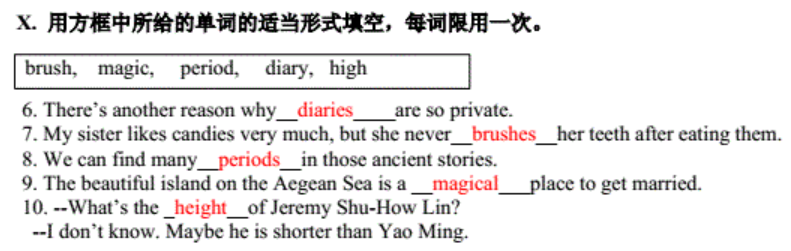 X. 用方框中所给的单词的适当形式填空，每词限用一次。
brush, magic, period, diary, high
6. There's another reason why__diaries____are so private.
7. My sister likes candies very much, but she never__brushes__her teeth after eating them.
8. We can find many__periods__in those ancient stories.
9. The beautiful island on the Aegean Sea is a __magical___place to get married.
10. --What's the _height__of Jeremy Shu-How Lin?
--I don't know. Maybe he is shorter than Yao Ming.